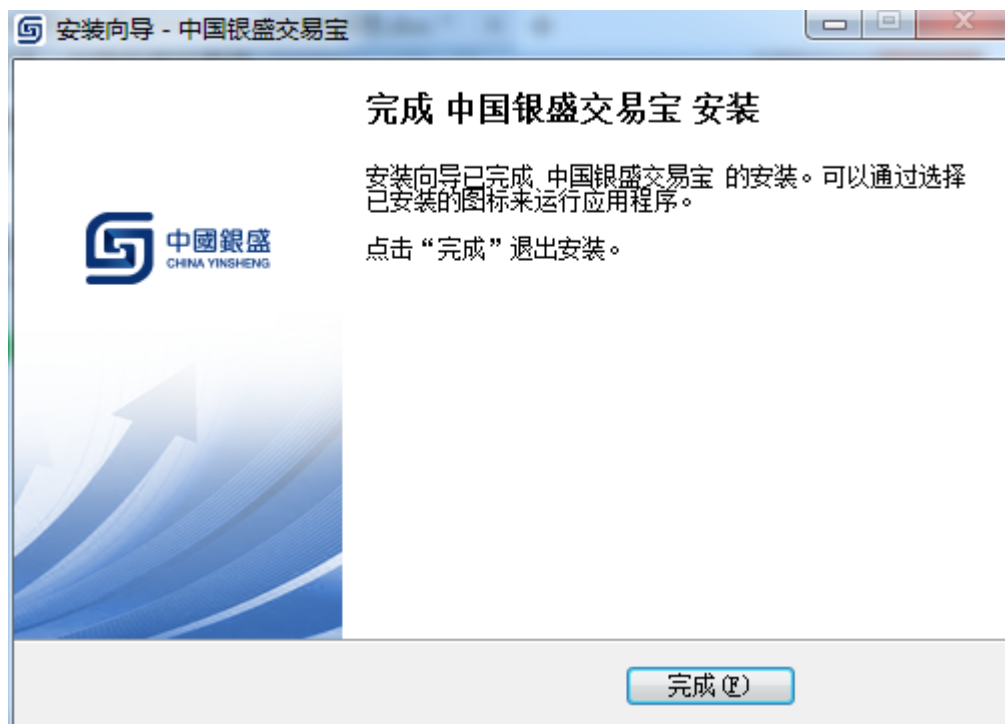 安装向导 - 中国银盛交易宝
完成 中国银盛交易宝 安装
安装向导已完成 中国银盛交易宝 的安装。可以通过选择
已安装的图标来运行应用程序。
点击“完成”退出安装。
中國銀盛
CHINA YINSHENG
完成(F)